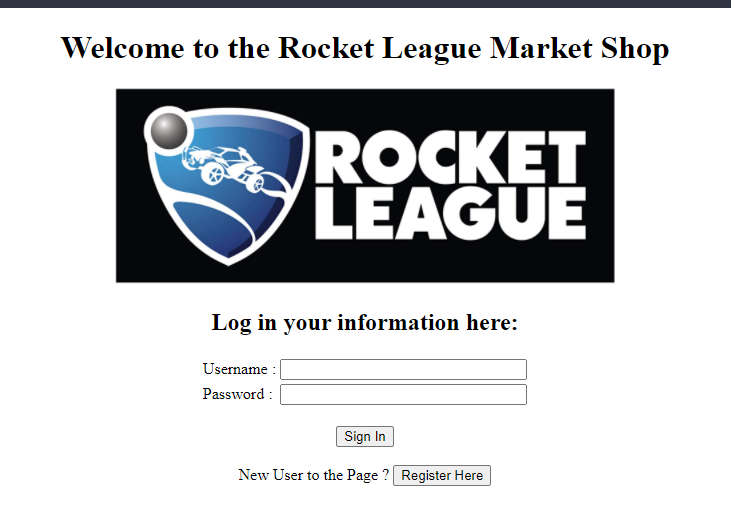 Welcome to the Rocket League Market Shop
ROCKET
LEAGUE
Log in your information here:
Username :
Password :
Sign In
New User to the Page ? Register Here